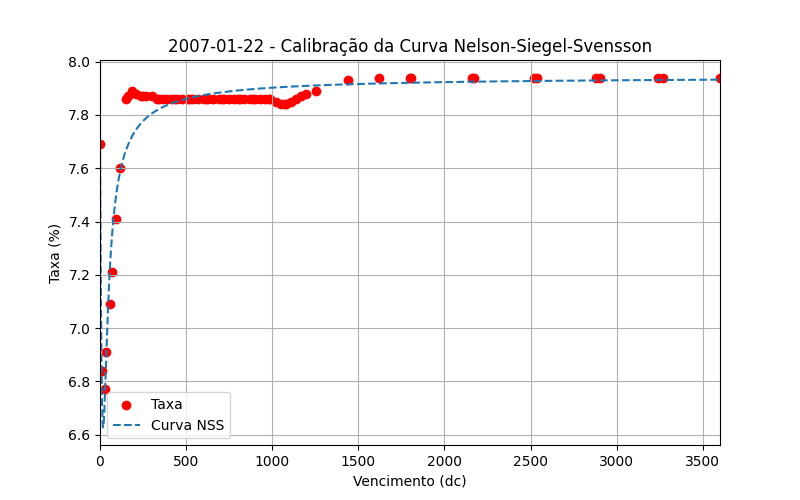 2007-01-22 - Calibração da Curva Nelson-Siegel-Svensson
8.0
7.8
7.6
7.4
7.2
7.0
6.8
6.6
Taxa (%)
Taxa
Curva NSS
0 500 1000 1500 2000 2500 3000 3500
Vencimento (dc)